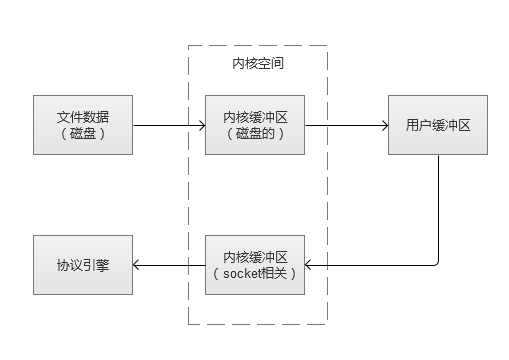 内核空间
文件数据
（磁盘）
内核缓冲区
（磁盘的）
用户缓冲区
协议引擎
内核缓冲区
（socket相关）